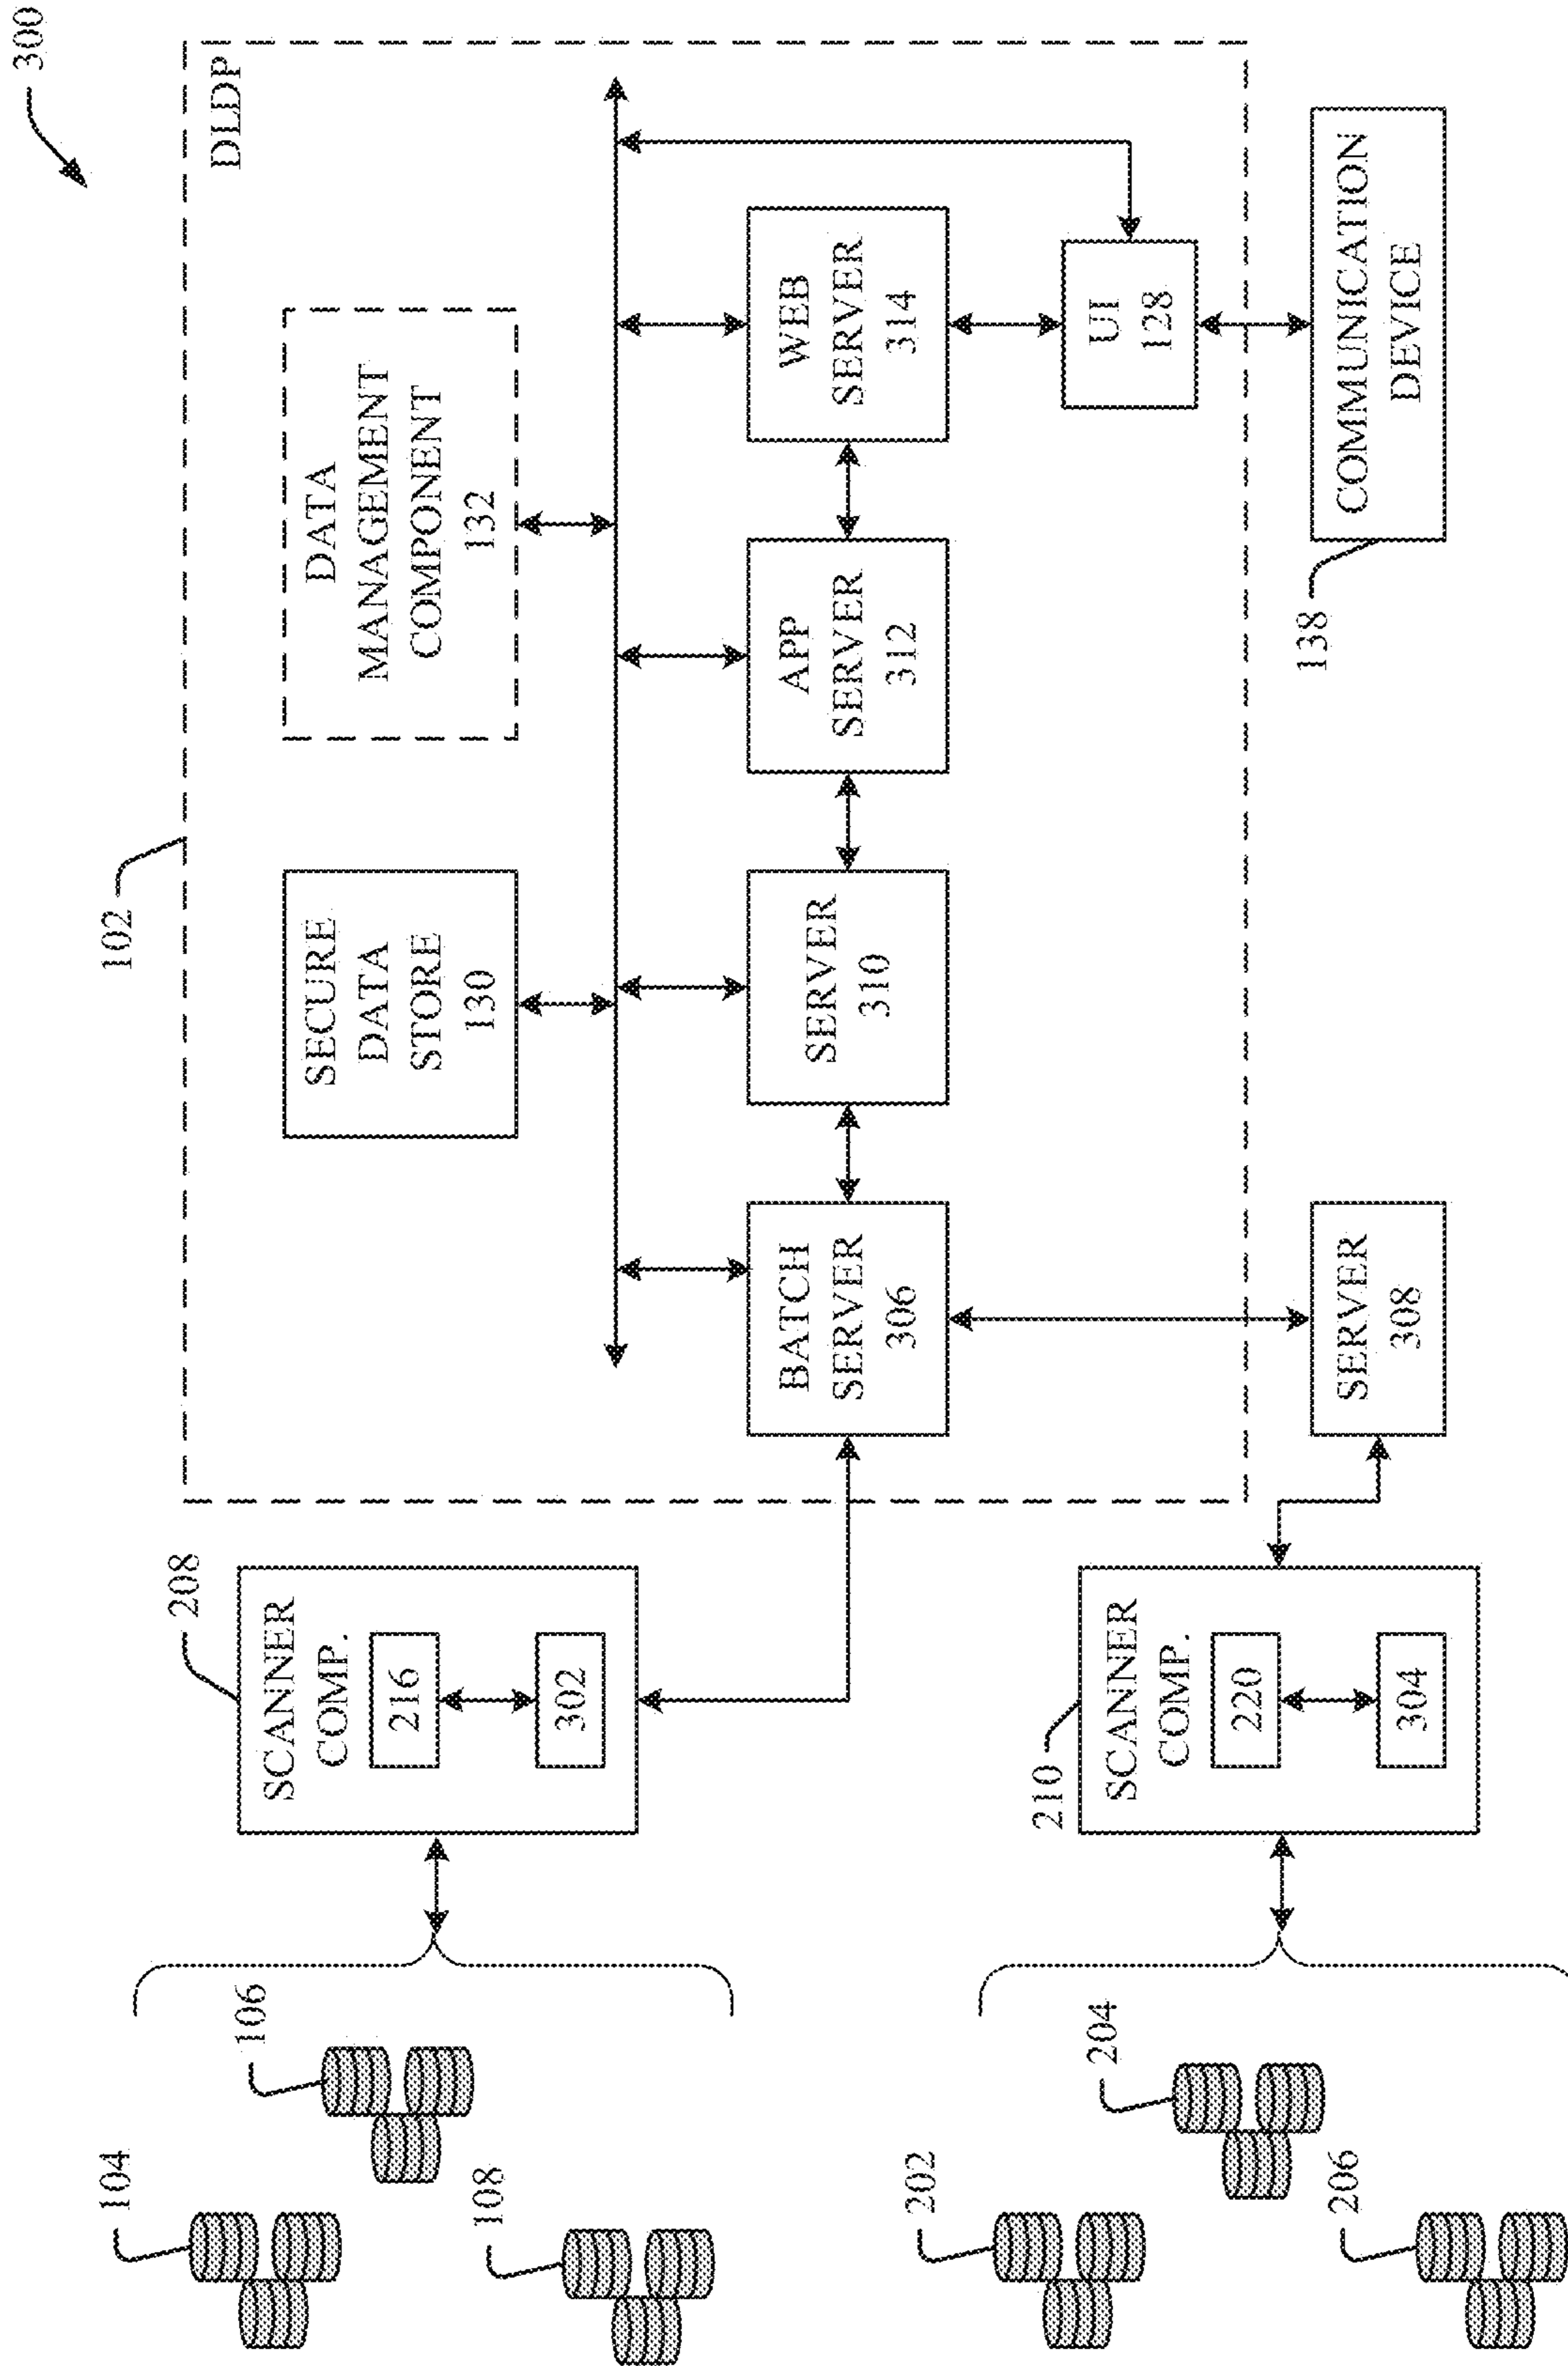 300
102
DLDP
SECURE
DATA
STORE
130
DATA
MANAGEMENT
COMPONENT
132
BATCH
SERVER
306
SERVER
310
APP
SERVER
312
WEB
SERVER
314
UI
128
SERVER
308
138
COMMUNICATION
DEVICE
208
SCANNER
COMP.
216
302
210
SCANNER
COMP.
220
304
104
106
108
202
204
206